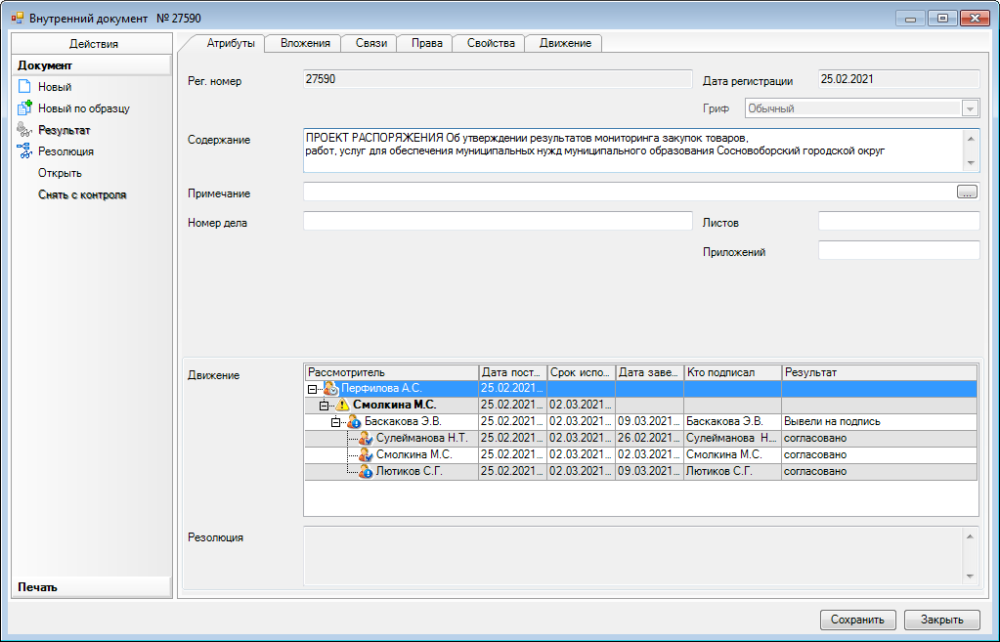 Внутренний документ № 27590
Действия
Документ
Новый
Новый по образцу
Результат
Резолюция
Открыть
Снять с контроля
Печать
Атрибуты Вложения Связи Права Свойства Движение
Рег. номер 27590 Дата регистрации 25.02.2021
Гриф Обычный
Содержание ПРОЕКТ РАСПОРЯЖЕНИЯ Об утверждении результатов мониторинга закупок товаров,
работ, услуг для обеспечения муниципальных нужд муниципального образования Сосновоборский городской округ
Примечание ...
Номер дела Листов
Приложений
Движение
Рассмотритель Дата пост... Срок испо... Дата заве... Кто подписал Результат
Перфилова А.С. 25.02.2021...
Смолкина М.С. 25.02.2021... 02.03.2021...
Баскакова Э.В. 25.02.2021... 02.03.2021... 09.03.2021... Баскакова Э.В. Вывели на подпись
Сулейманова Н.Т. 25.02.2021... 02.03.2021... 26.02.2021... Сулейманова Н... согласовано
Смолкина М.С. 25.02.2021... 02.03.2021... 02.03.2021... Смолкина М.С. согласовано
Лютиков С.Г. 25.02.2021... 02.03.2021... 09.03.2021... Лютиков С.Г. согласовано
Резолюция
Сохранить Закрыть